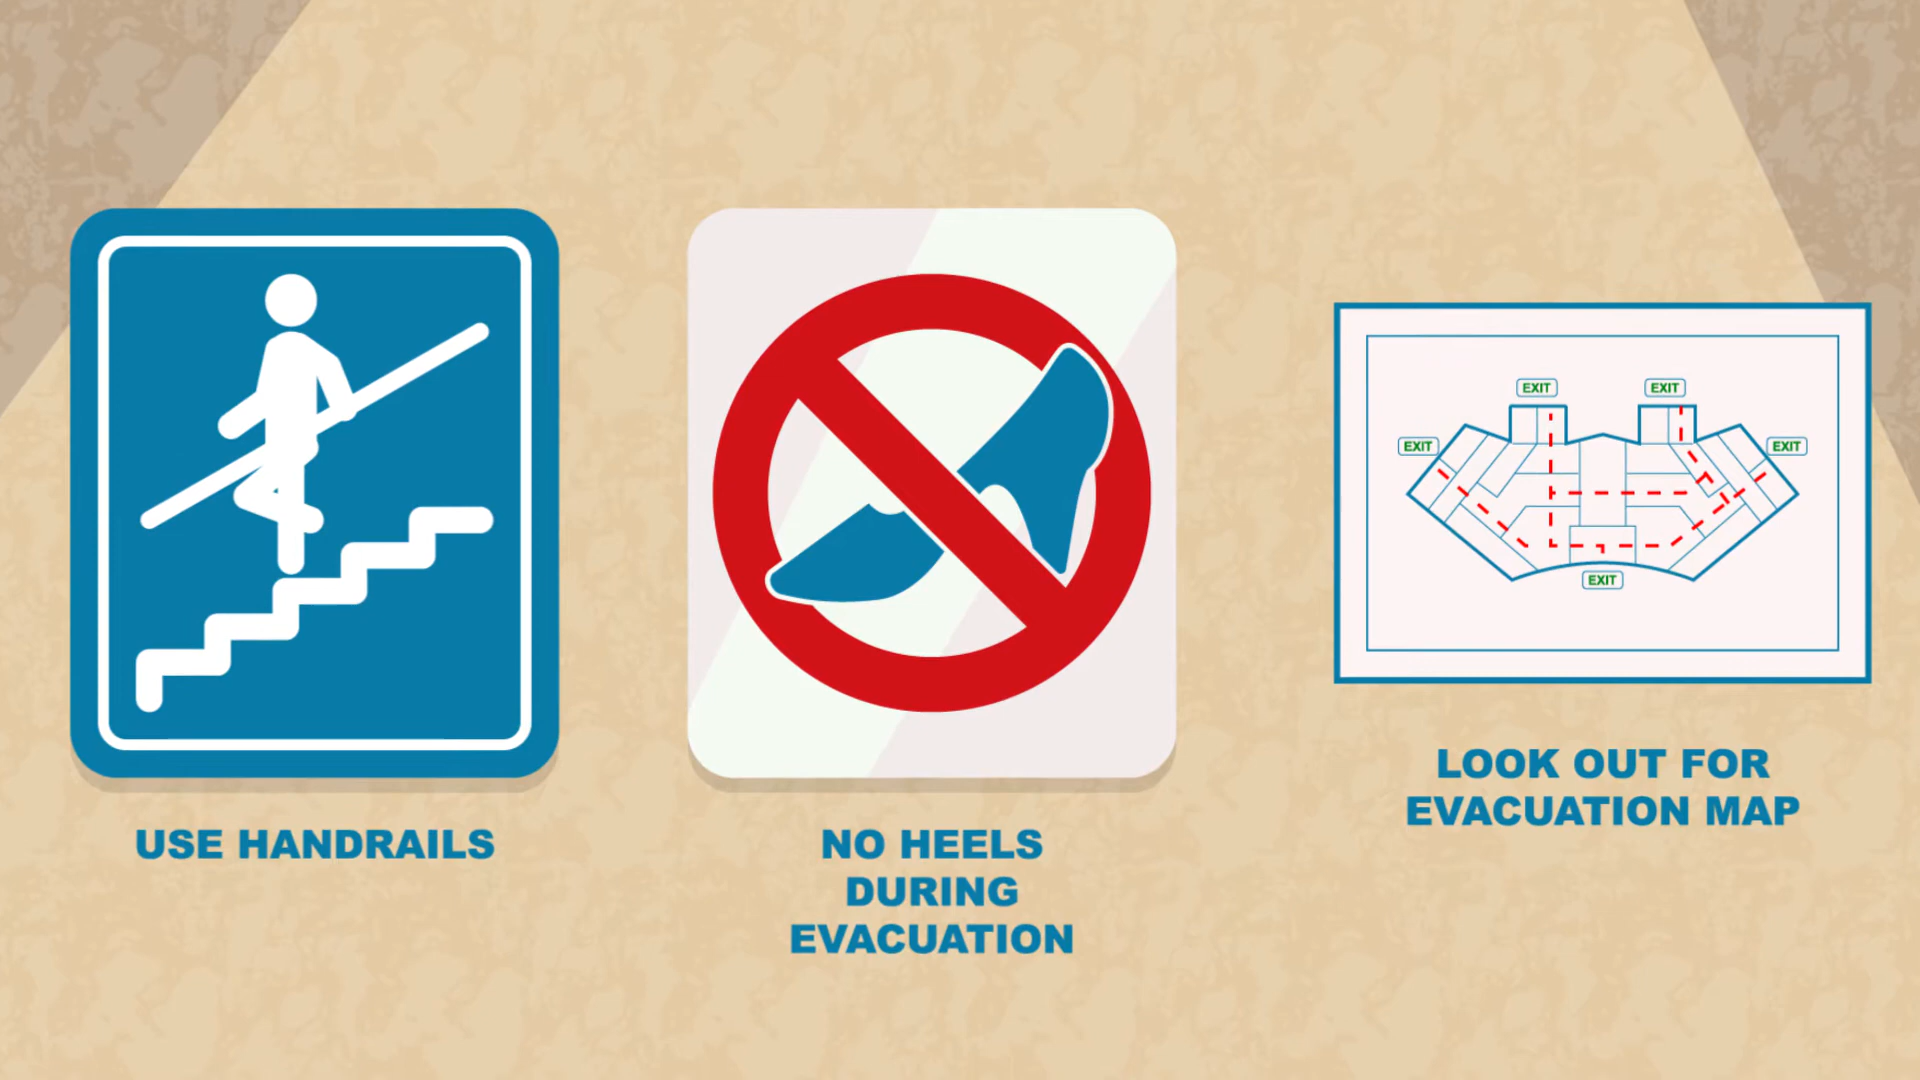 USE HANDRAILS
NO HEELS
DURING
EVACUATION
EXIT
EXIT
EXIT
EXIT
EXIT
LOOK OUT FOR
EVACUATION MAP